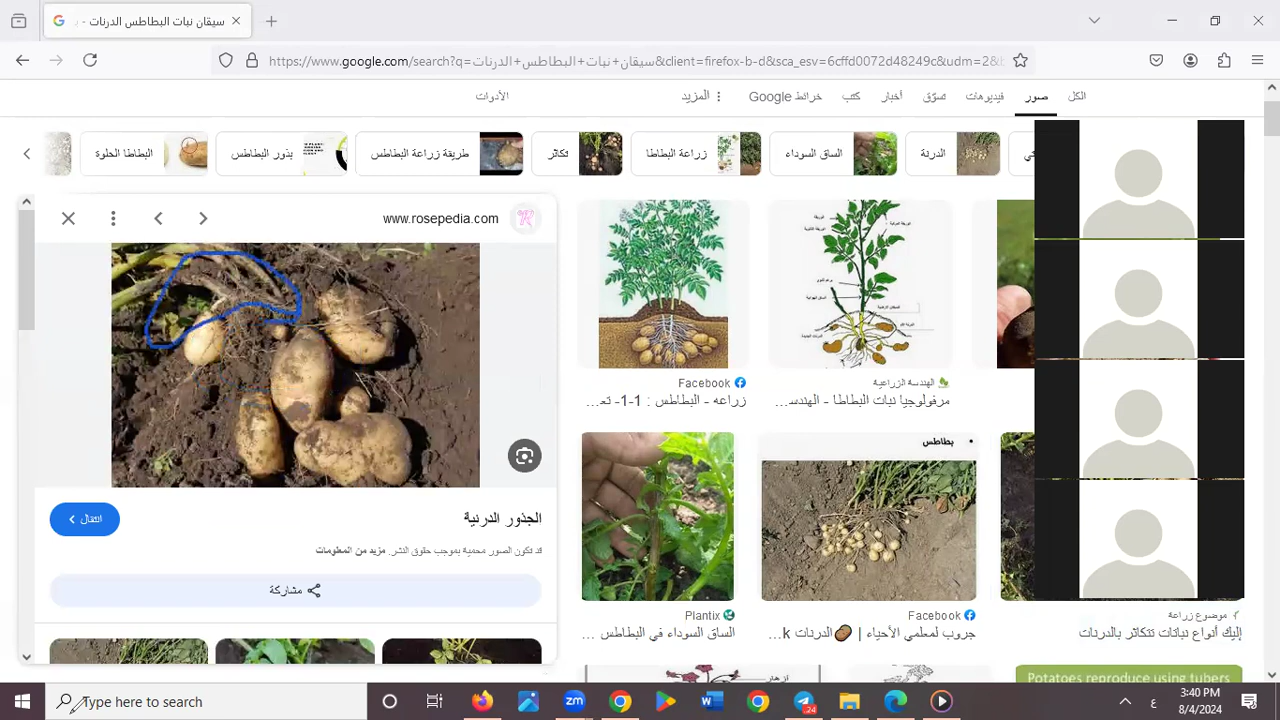 سيقان نبات البطاطس الدرنات -
https://www.google.com/search?q=سيقان+نبات+البطاطس+الدرنات&client=firefox-b-d&sca_esv=6cffd0072d48249c&udm=2&
الكل صور فيديوهات تسوّق أخبار كتب خرائط Google المزيد الأدوات
الدرنة الساق السوداء زراعة البطاطا تكاثر طريقة زراعة البطاطس بذور البطاطس البطاطا الحلوة
www.rosepedia.com
الجذور الدرنية
انتقال
قد تكون الصور محمية بموجب حقوق النشر. مزيد من المعلومات
مشاركة
Facebook
زراعه - البطاطس : 1-1- تع...
الهندسة الزراعية
مرفولوجيا نبات البطاطا - الهندسـ...
Plantix
الساق السوداء في البطاطس ...
• بطاطس
Facebook
جروب لمعلمي الأحياء | الدرنات k...
موضوع زراعة
إليك أنواع نباتات تتكاثر بالدرنات
Potatoes reproduce using tubers
Type here to search
zm
24
ع
3:40 PM
8/4/2024